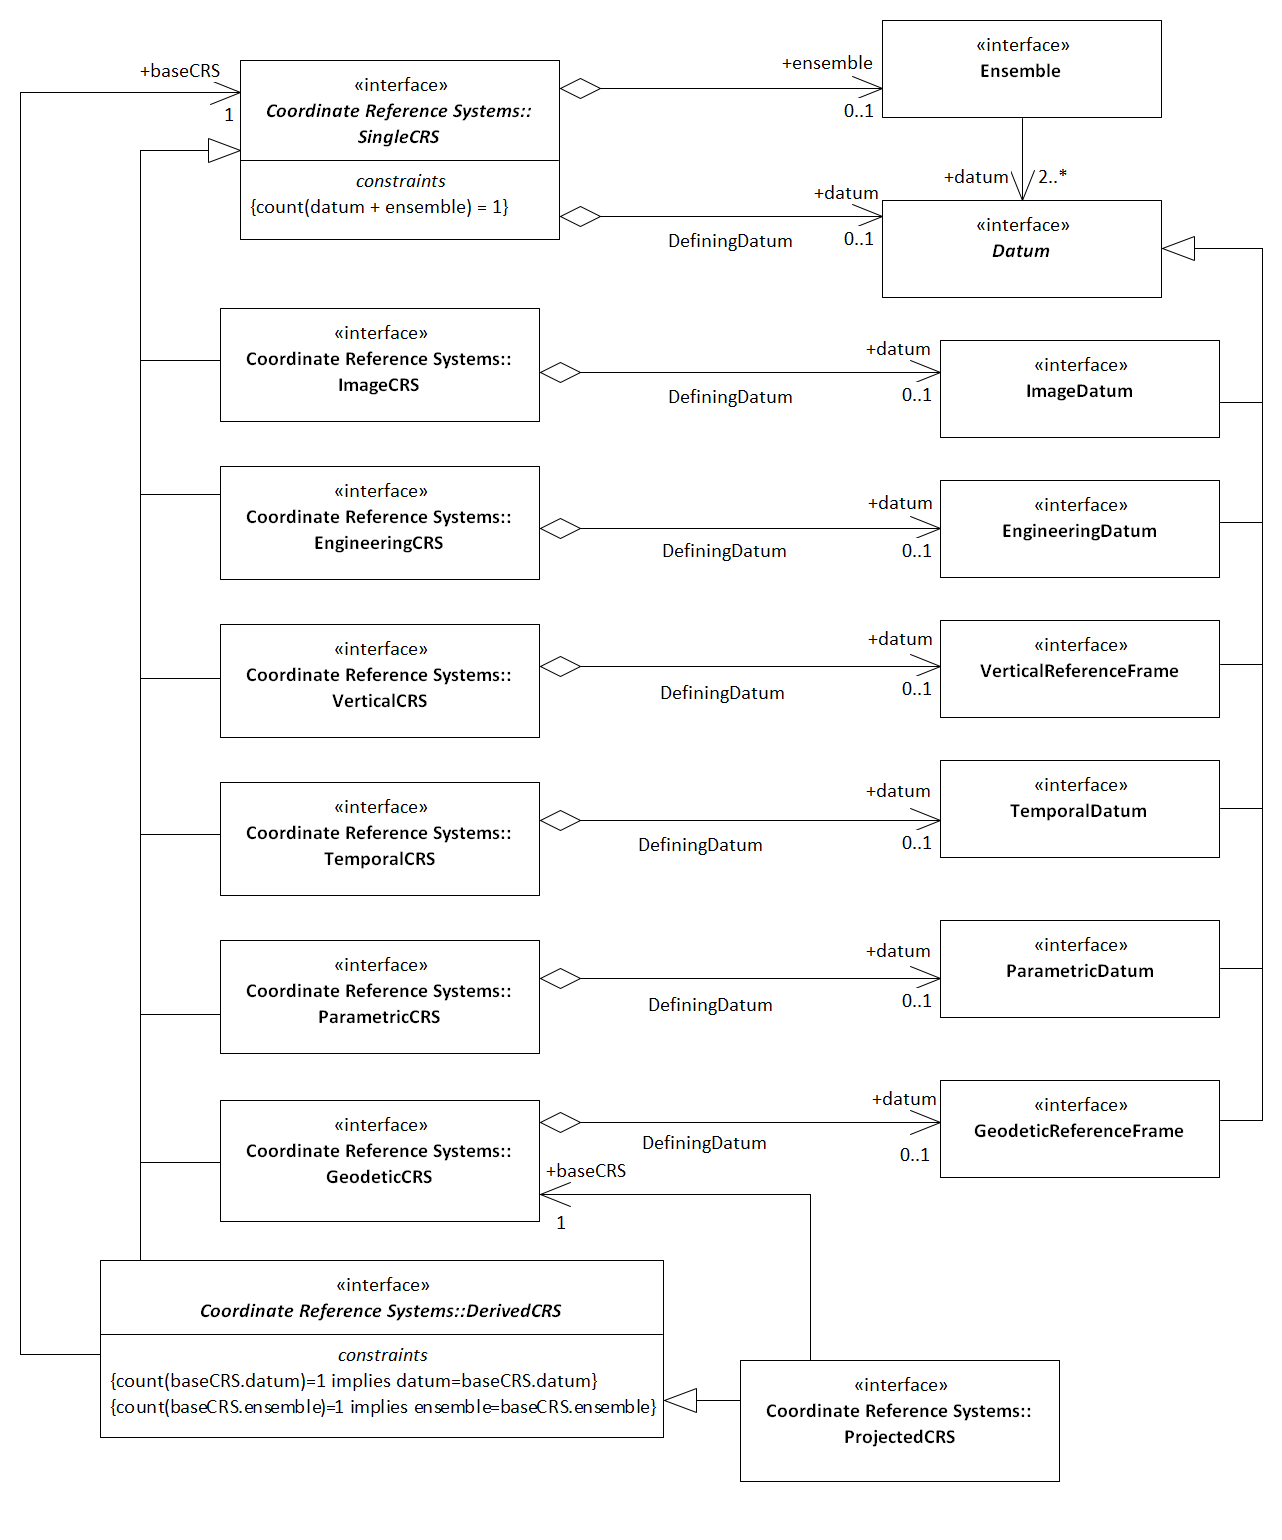 +baseCRS
1
«interface»
Coordinate Reference Systems::
SingleCRS
constraints
{count(datum + ensemble) = 1}
+ensemble
0..1
«interface»
Ensemble
+datum
2..*
+datum
0..1
DefiningDatum
«interface»
Datum
«interface»
Coordinate Reference Systems::
ImageCRS
+datum
0..1
DefiningDatum
«interface»
ImageDatum
«interface»
Coordinate Reference Systems::
EngineeringCRS
+datum
0..1
DefiningDatum
«interface»
EngineeringDatum
«interface»
Coordinate Reference Systems::
VerticalCRS
+datum
0..1
DefiningDatum
«interface»
VerticalReferenceFrame
«interface»
Coordinate Reference Systems::
TemporalCRS
+datum
0..1
DefiningDatum
«interface»
TemporalDatum
«interface»
Coordinate Reference Systems::
ParametricCRS
+datum
0..1
DefiningDatum
«interface»
ParametricDatum
«interface»
Coordinate Reference Systems::
GeodeticCRS
+datum
0..1
DefiningDatum
«interface»
GeodeticReferenceFrame
+baseCRS
1
«interface»
Coordinate Reference Systems::DerivedCRS
constraints
{count(baseCRS.datum)=1 implies datum=baseCRS.datum}
{count(baseCRS.ensemble)=1 implies ensemble=baseCRS.ensemble}
«interface»
Coordinate Reference Systems::
ProjectedCRS